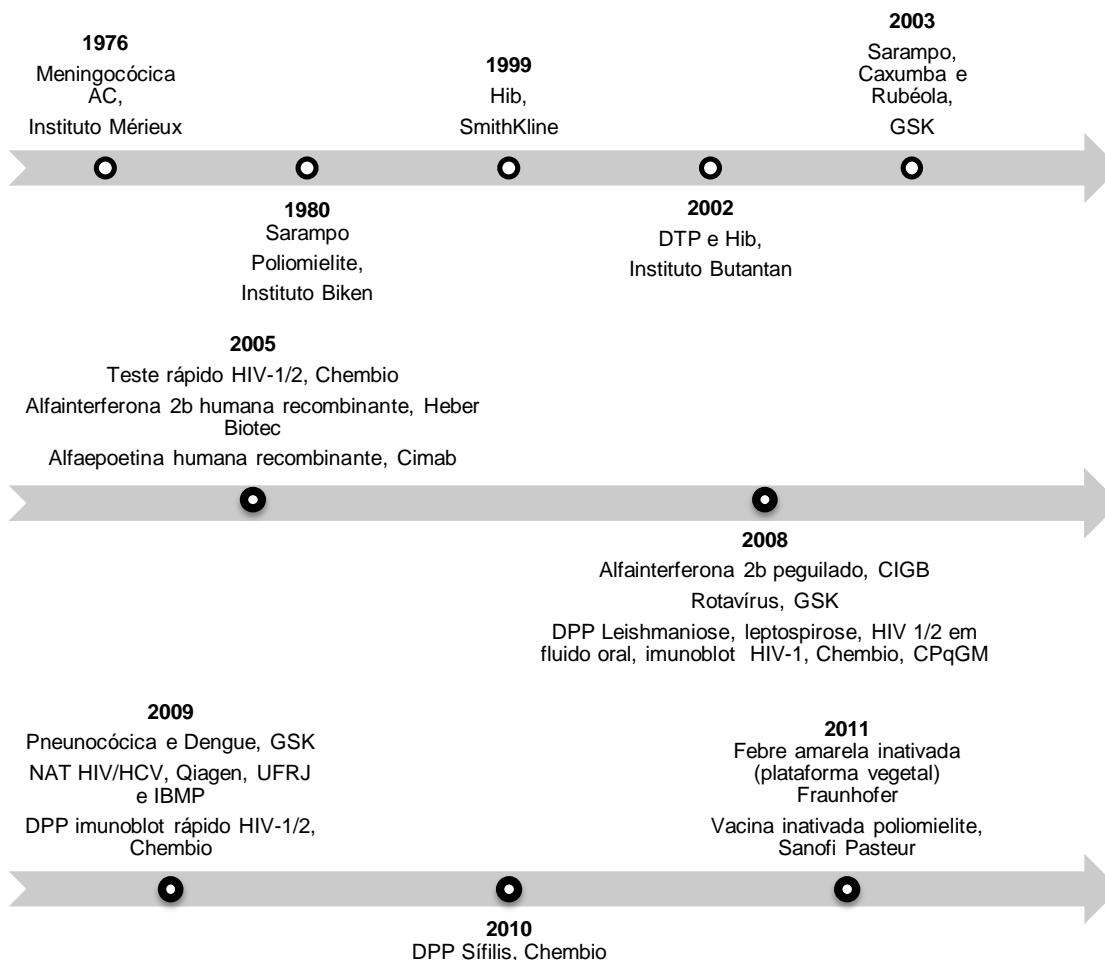 1976
Meningocócica
AC,
Instituto Mérieux
1999
Hib,
SmithKline
2003
Sarampo,
Caxumba e
Rubéola,
GSK
1980
Sarampo
Poliomielite,
Instituto Biken
2002
DTP e Hib,
Instituto Butantan
2005
Teste rápido HIV-1/2, Chembio
Alfainterferona 2b humana recombinante, Heber
Biotec
Alfaepoetina humana recombinante, Cimab
2008
Alfainterferona 2b peguilado, CIGB
Rotavírus, GSK
DPP Leishmaniose, leptospirose, HIV 1/2 em
fluido oral, imunoblot HIV-1, Chembio, CPqGM
2009
Pneunocócica e Dengue, GSK
NAT HIV/HCV, Qiagen, UFRJ
e IBMP
DPP imunoblot rápido HIV-1/2,
Chembio
2011
Febre amarela inativada
(plataforma vegetal)
Fraunhofer
Vacina inativada poliomielite,
Sanofi Pasteur
2010
DPP Sífilis, Chembio